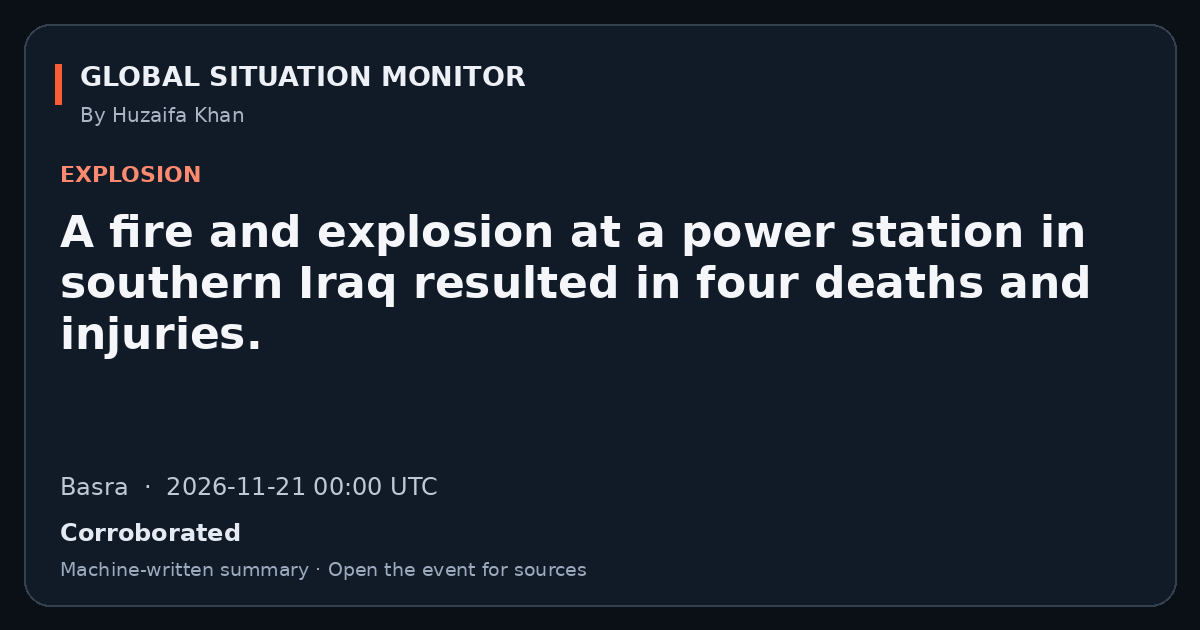 GLOBAL SITUATION MONITOR
By Huzaifa Khan
EXPLOSION
A fire and explosion at a power station in
southern Iraq resulted in four deaths and
injuries.
Basra · 2026-11-21 00:00 UTC
Corroborated
Machine-written summary · Open the event for sources